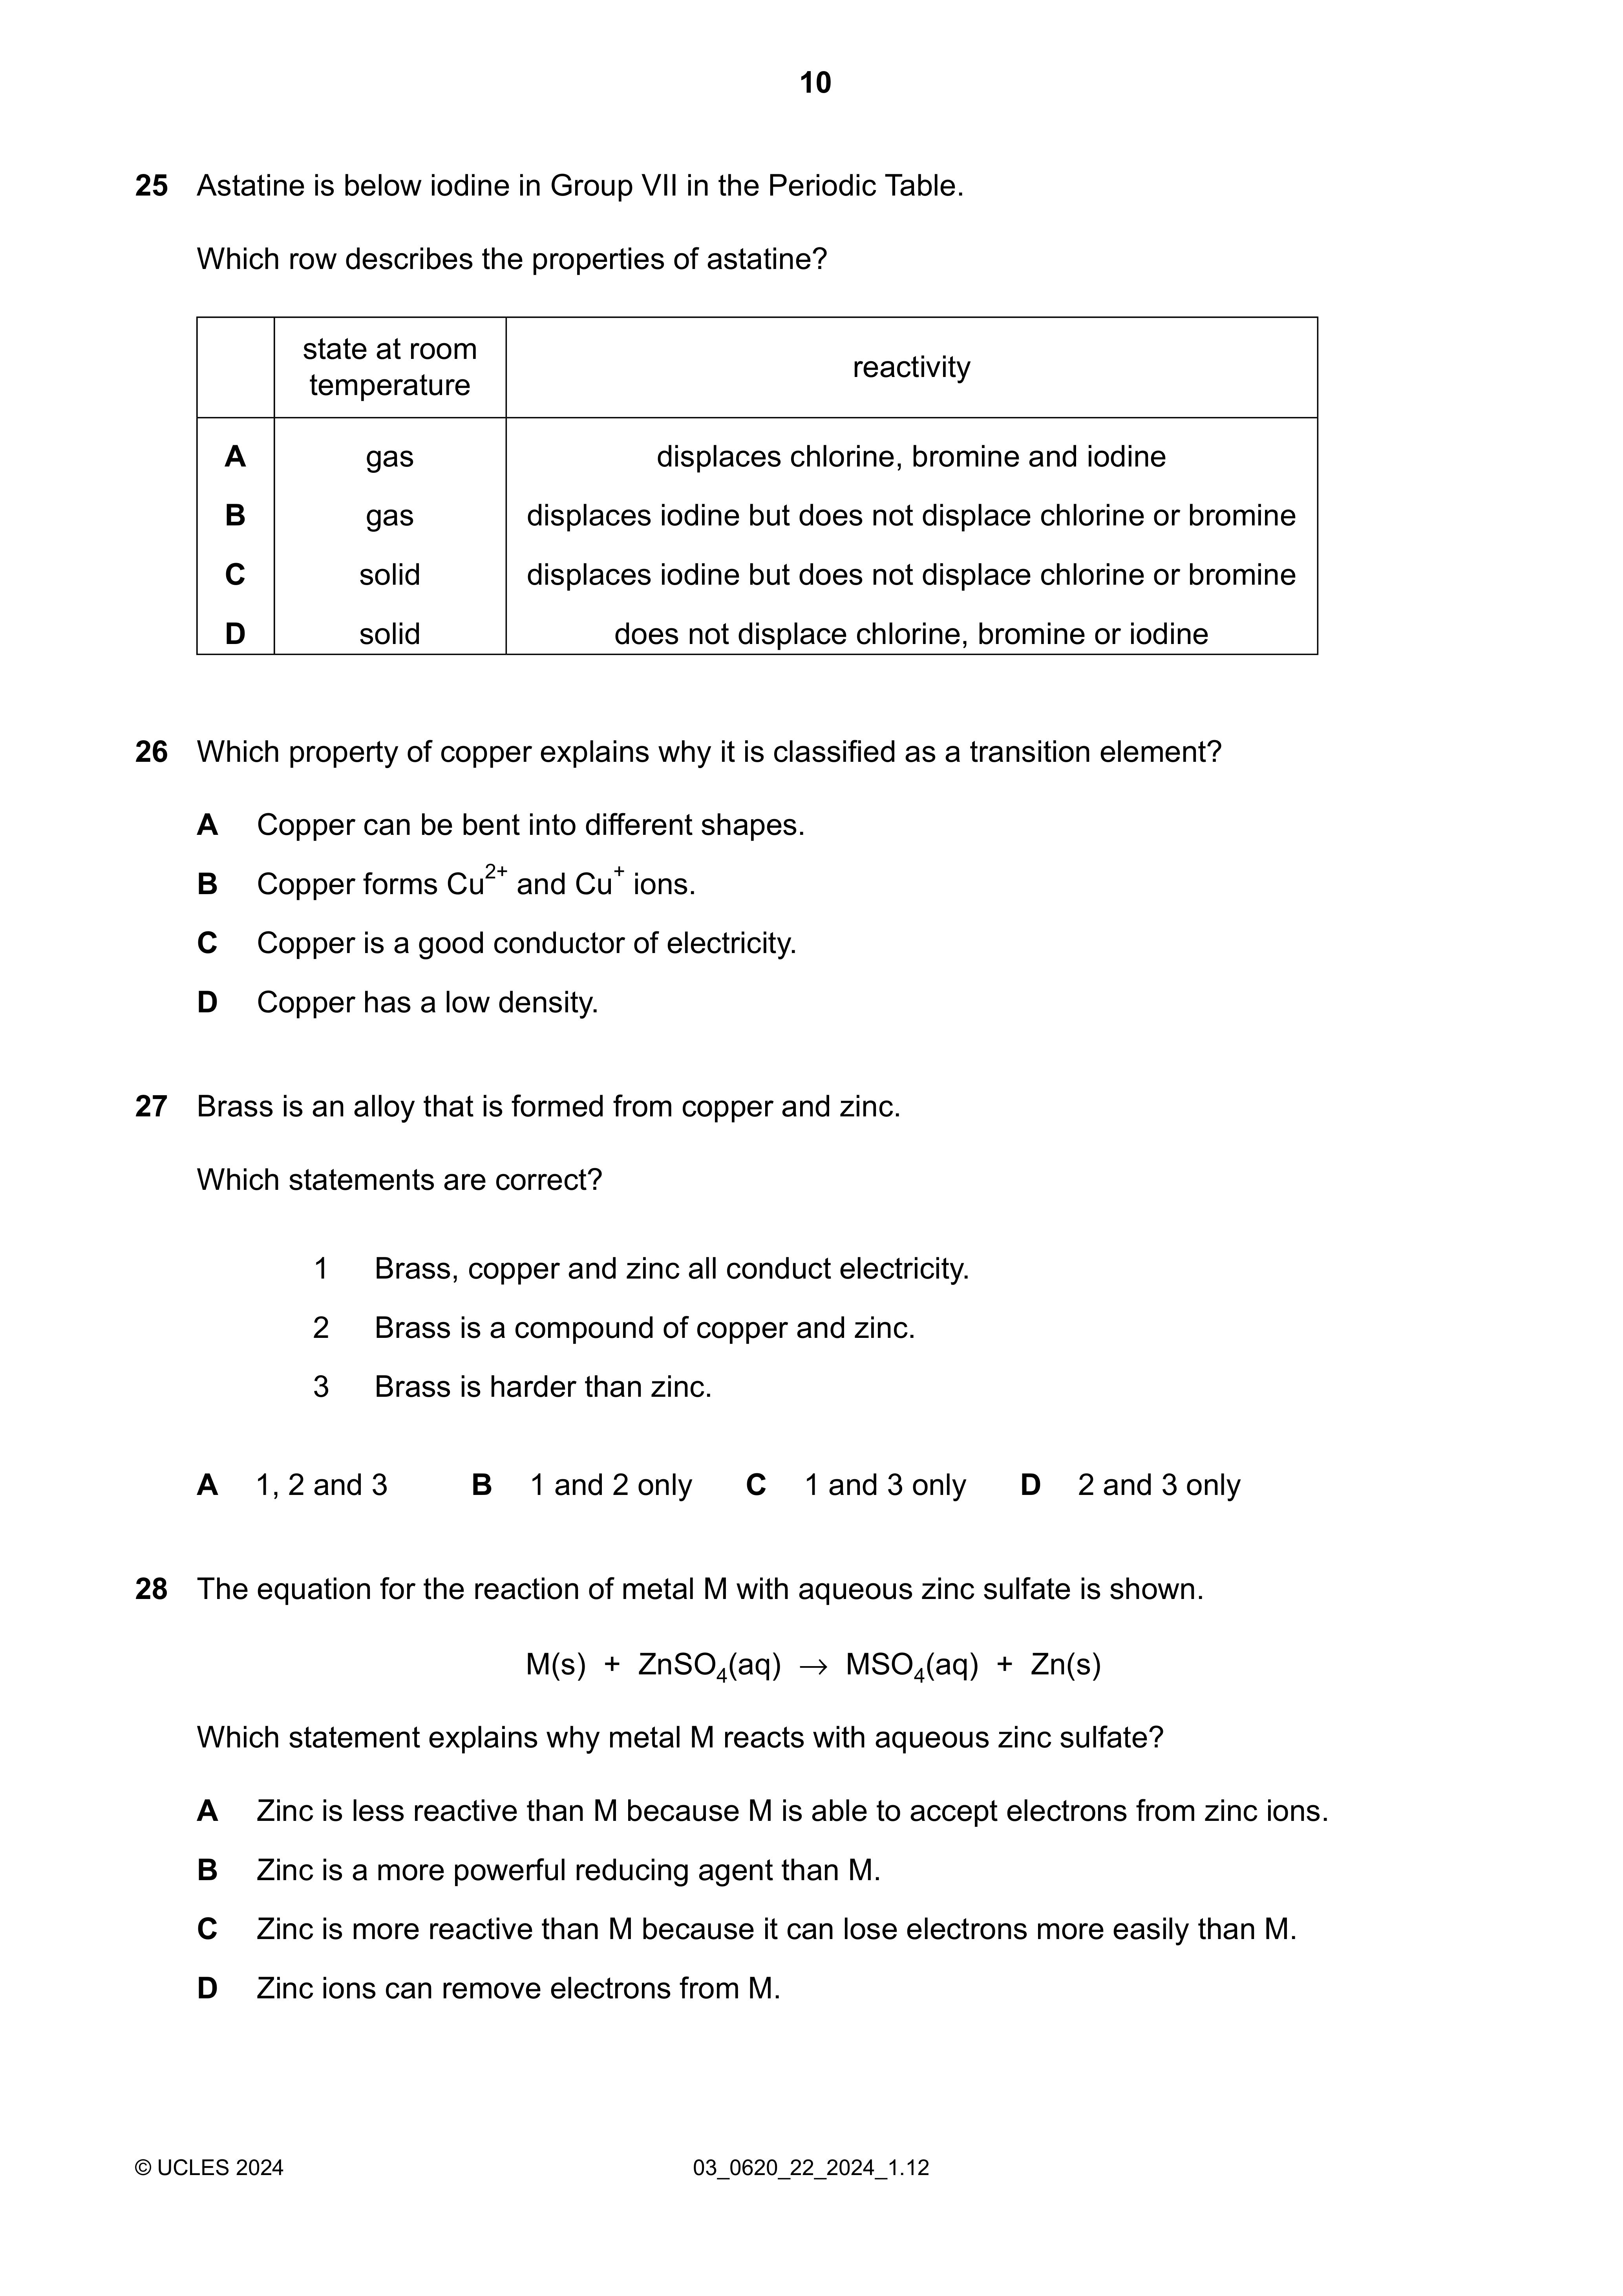 10
25 Astatine is below iodine in Group VII in the Periodic Table.
Which row describes the properties of astatine?
state at room
temperature
reactivity
A gas displaces chlorine, bromine and iodine
B gas displaces iodine but does not displace chlorine or bromine
C solid displaces iodine but does not displace chlorine or bromine
D solid does not displace chlorine, bromine or iodine
26 Which property of copper explains why it is classified as a transition element?
A Copper can be bent into different shapes.
B Copper forms Cu²⁺ and Cu⁺ ions.
C Copper is a good conductor of electricity.
D Copper has a low density.
27 Brass is an alloy that is formed from copper and zinc.
Which statements are correct?
1 Brass, copper and zinc all conduct electricity.
2 Brass is a compound of copper and zinc.
3 Brass is harder than zinc.
A 1, 2 and 3 B 1 and 2 only C 1 and 3 only D 2 and 3 only
28 The equation for the reaction of metal M with aqueous zinc sulfate is shown.
M(s) + ZnSO₄(aq) → MSO₄(aq) + Zn(s)
Which statement explains why metal M reacts with aqueous zinc sulfate?
A Zinc is less reactive than M because M is able to accept electrons from zinc ions.
B Zinc is a more powerful reducing agent than M.
C Zinc is more reactive than M because it can lose electrons more easily than M.
D Zinc ions can remove electrons from M.
© UCLES 2024 03_0620_22_2024_1.12